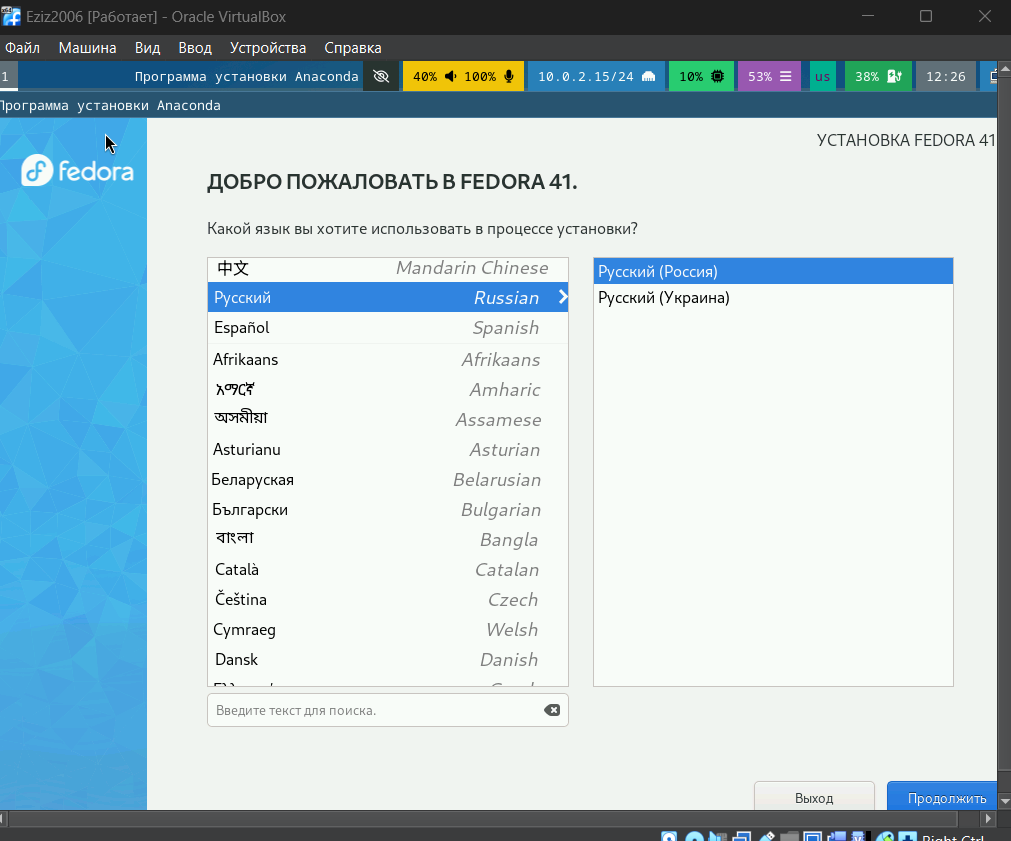 Eziz2006 [Работает] - Oracle VirtualBox
Файл Машина Вид Ввод Устройства Справка
1 Программа установки Anaconda 40% 100% 10.0.2.15/24 10% 53% us 38% 12:26
Программа установки Anaconda
fedora
УСТАНОВКА FEDORA 41
ДОБРО ПОЖАЛОВАТЬ В FEDORA 41.
Какой язык вы хотите использовать в процессе установки?
中文 Mandarin Chinese
Русский Russian
Español Spanish
Afrikaans Afrikaans
አማርኛ Amharic
অসমীয়া Assamese
Asturianu Asturian
Беларуская Belarusian
Български Bulgarian
বাংলা Bangla
Català Catalan
Čeština Czech
Cymraeg Welsh
Dansk Danish
Русский (Россия)
Русский (Украина)
Введите текст для поиска.
Выход
Продолжить
Right Ctrl